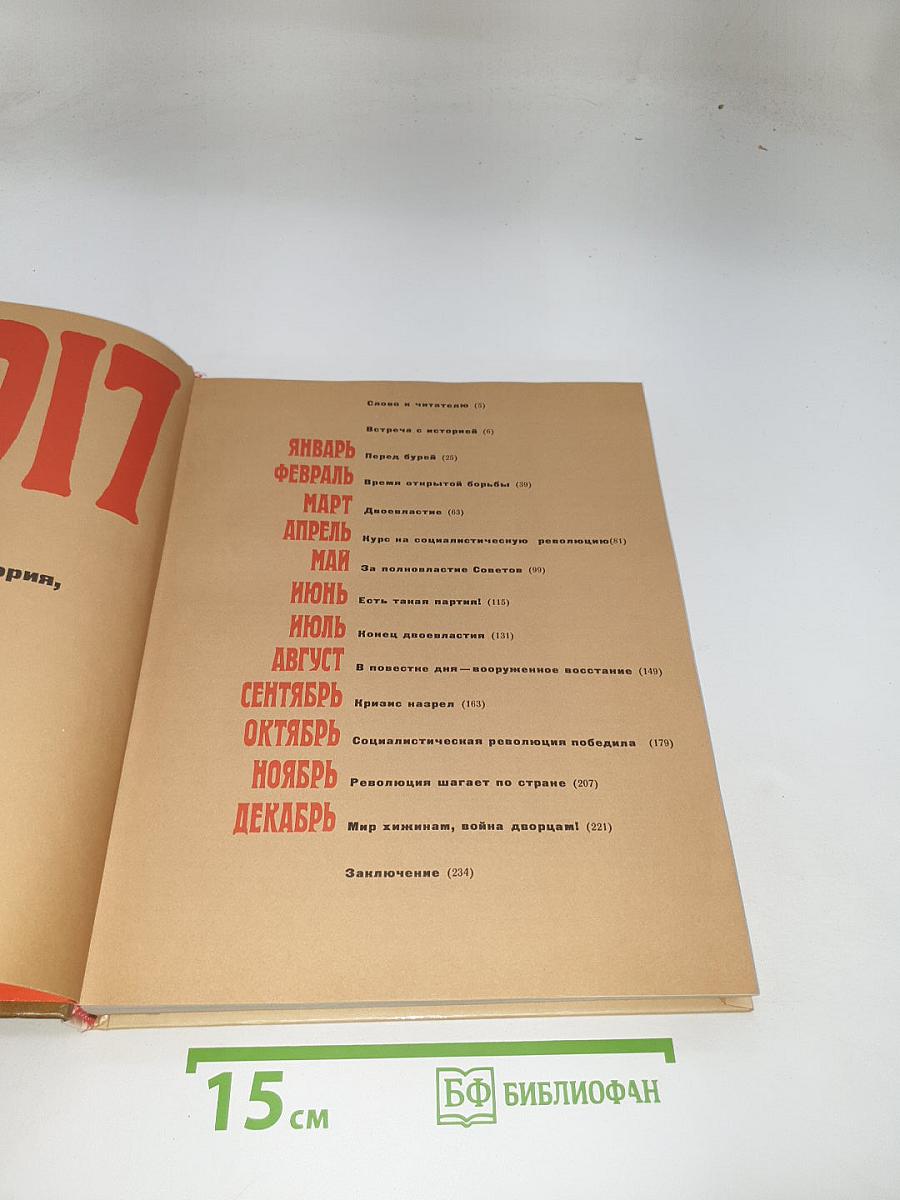 917
ория,
Слово к читателю (5)
Встреча с историей (6)
ЯНВАРЬ Перед бурей (25)
ФЕВРАЛЬ Время открытой борьбы (39)
МАРТ Двоевластие (63)
АПРЕЛЬ Курс на социалистическую революцию(81)
МАЙ За полновластие Советов (99)
ИЮНЬ Есть такая партия! (115)
ИЮЛЬ Конец двоевластия (131)
АВГУСТ В повестке дня—вооруженное восстание (149)
СЕНТЯБРЬ Кризис назрел (163)
ОКТЯБРЬ Социалистическая революция победила (179)
НОЯБРЬ Революция шагает по стране (207)
ДЕКАБРЬ Мир хижинам, война дворцам! (221)
Заключение (234)
15 см
БФ БИБЛИОФАН